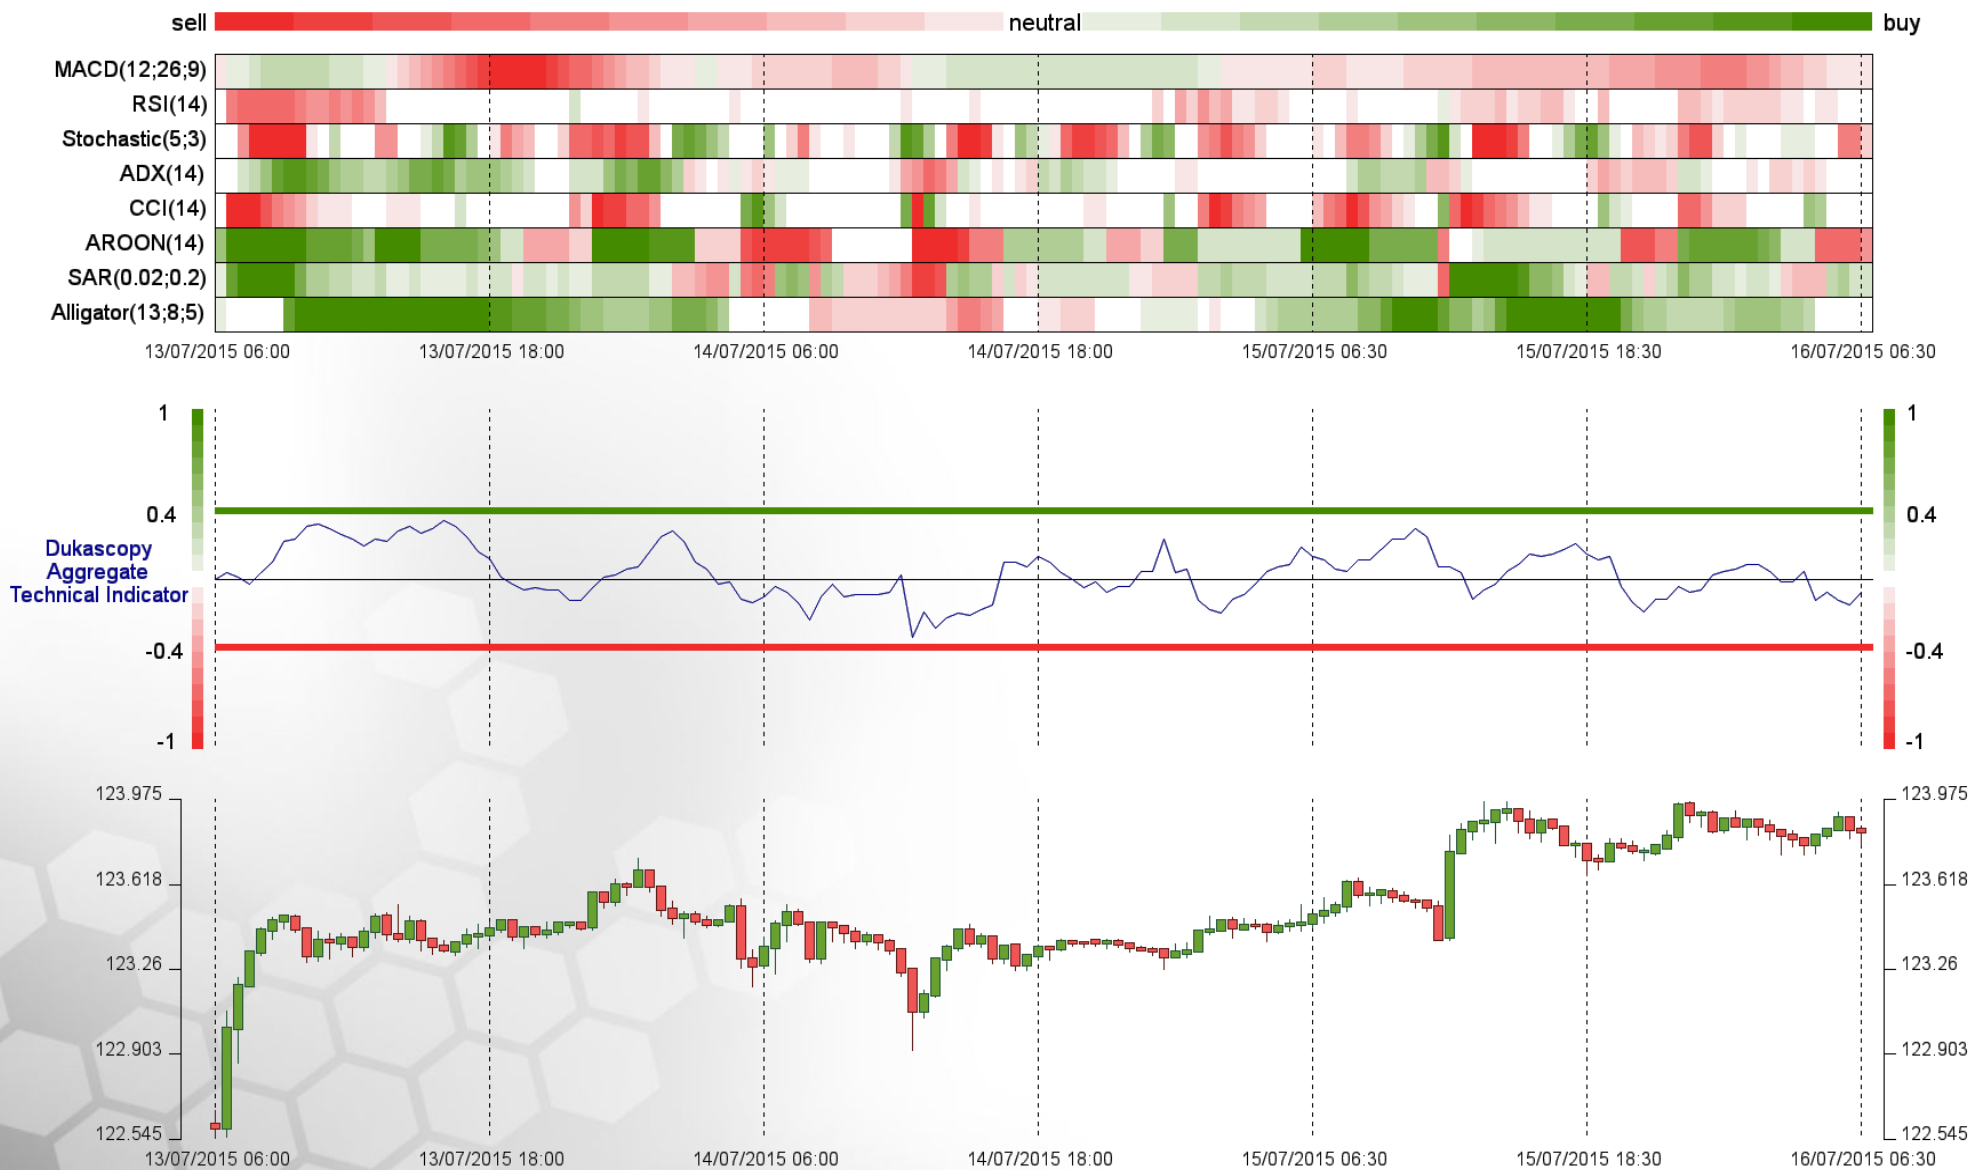 sell neutral buy
MACD(12;26;9)
RSI(14)
Stochastic(5;3)
ADX(14)
CCI(14)
AROON(14)
SAR(0.02;0.2)
Alligator(13;8;5)
13/07/2015 06:00 13/07/2015 18:00 14/07/2015 06:00 14/07/2015 18:00 15/07/2015 06:30 15/07/2015 18:30 16/07/2015 06:30
1 1
0.4 0.4
Dukascopy
Aggregate
Technical Indicator
-0.4 -0.4
-1 -1
123.975 123.975
123.618 123.618
123.26 123.26
122.903 122.903
122.545 122.545
13/07/2015 06:00 13/07/2015 18:00 14/07/2015 06:00 14/07/2015 18:00 15/07/2015 06:30 15/07/2015 18:30 16/07/2015 06:30